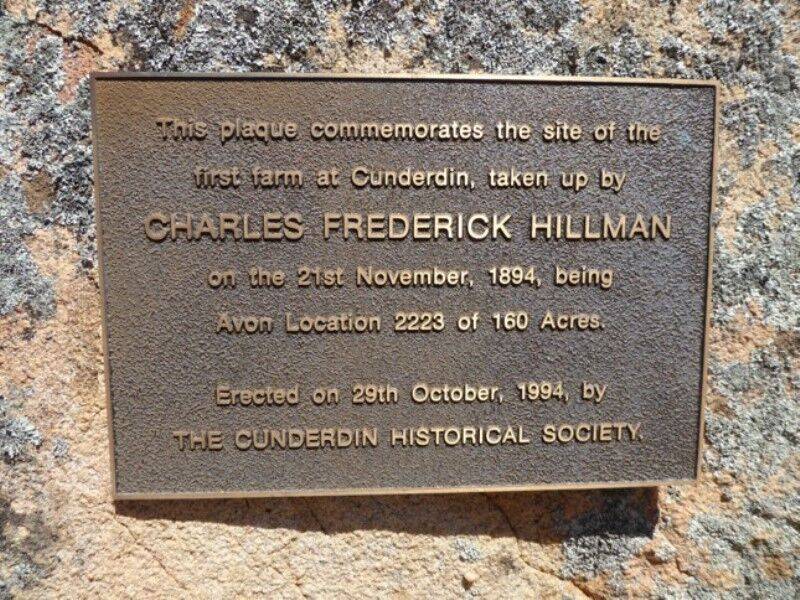 This plaque commemorates the site of the
first farm at Cunderdin, taken up by
CHARLES FREDERICK HILLMAN
on the 21st November, 1894, being
Avon Location 2223 of 160 Acres.
Erected on 29th October, 1994, by
THE CUNDERDIN HISTORICAL SOCIETY.